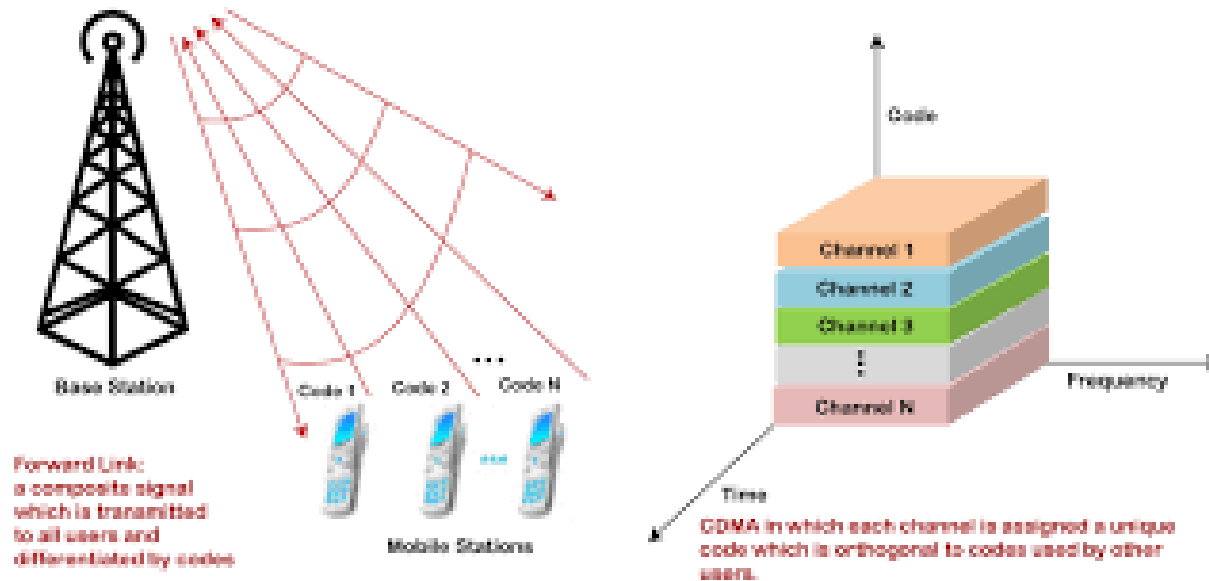 Code
Channel 1
Channel 2
Channel 3
Channel N
Frequency
Time
Base Station
Code 1
Code 2
...
Code N
Mobile Stations
Forward Link:
a composite signal
which is transmitted
to all users and
differentiated by codes
CDMA in which each channel is assigned a unique
code which is orthogonal to codes used by other
users.